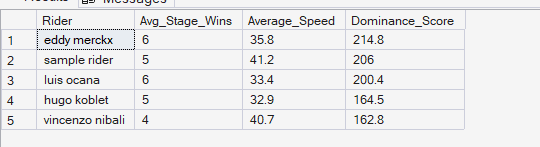 Rider Avg_Stage_Wins Average_Speed Dominance_Score
1 eddy merckx 6 35.8 214.8
2 sample rider 5 41.2 206
3 luis ocana 6 33.4 200.4
4 hugo koblet 5 32.9 164.5
5 vincenzo nibali 4 40.7 162.8